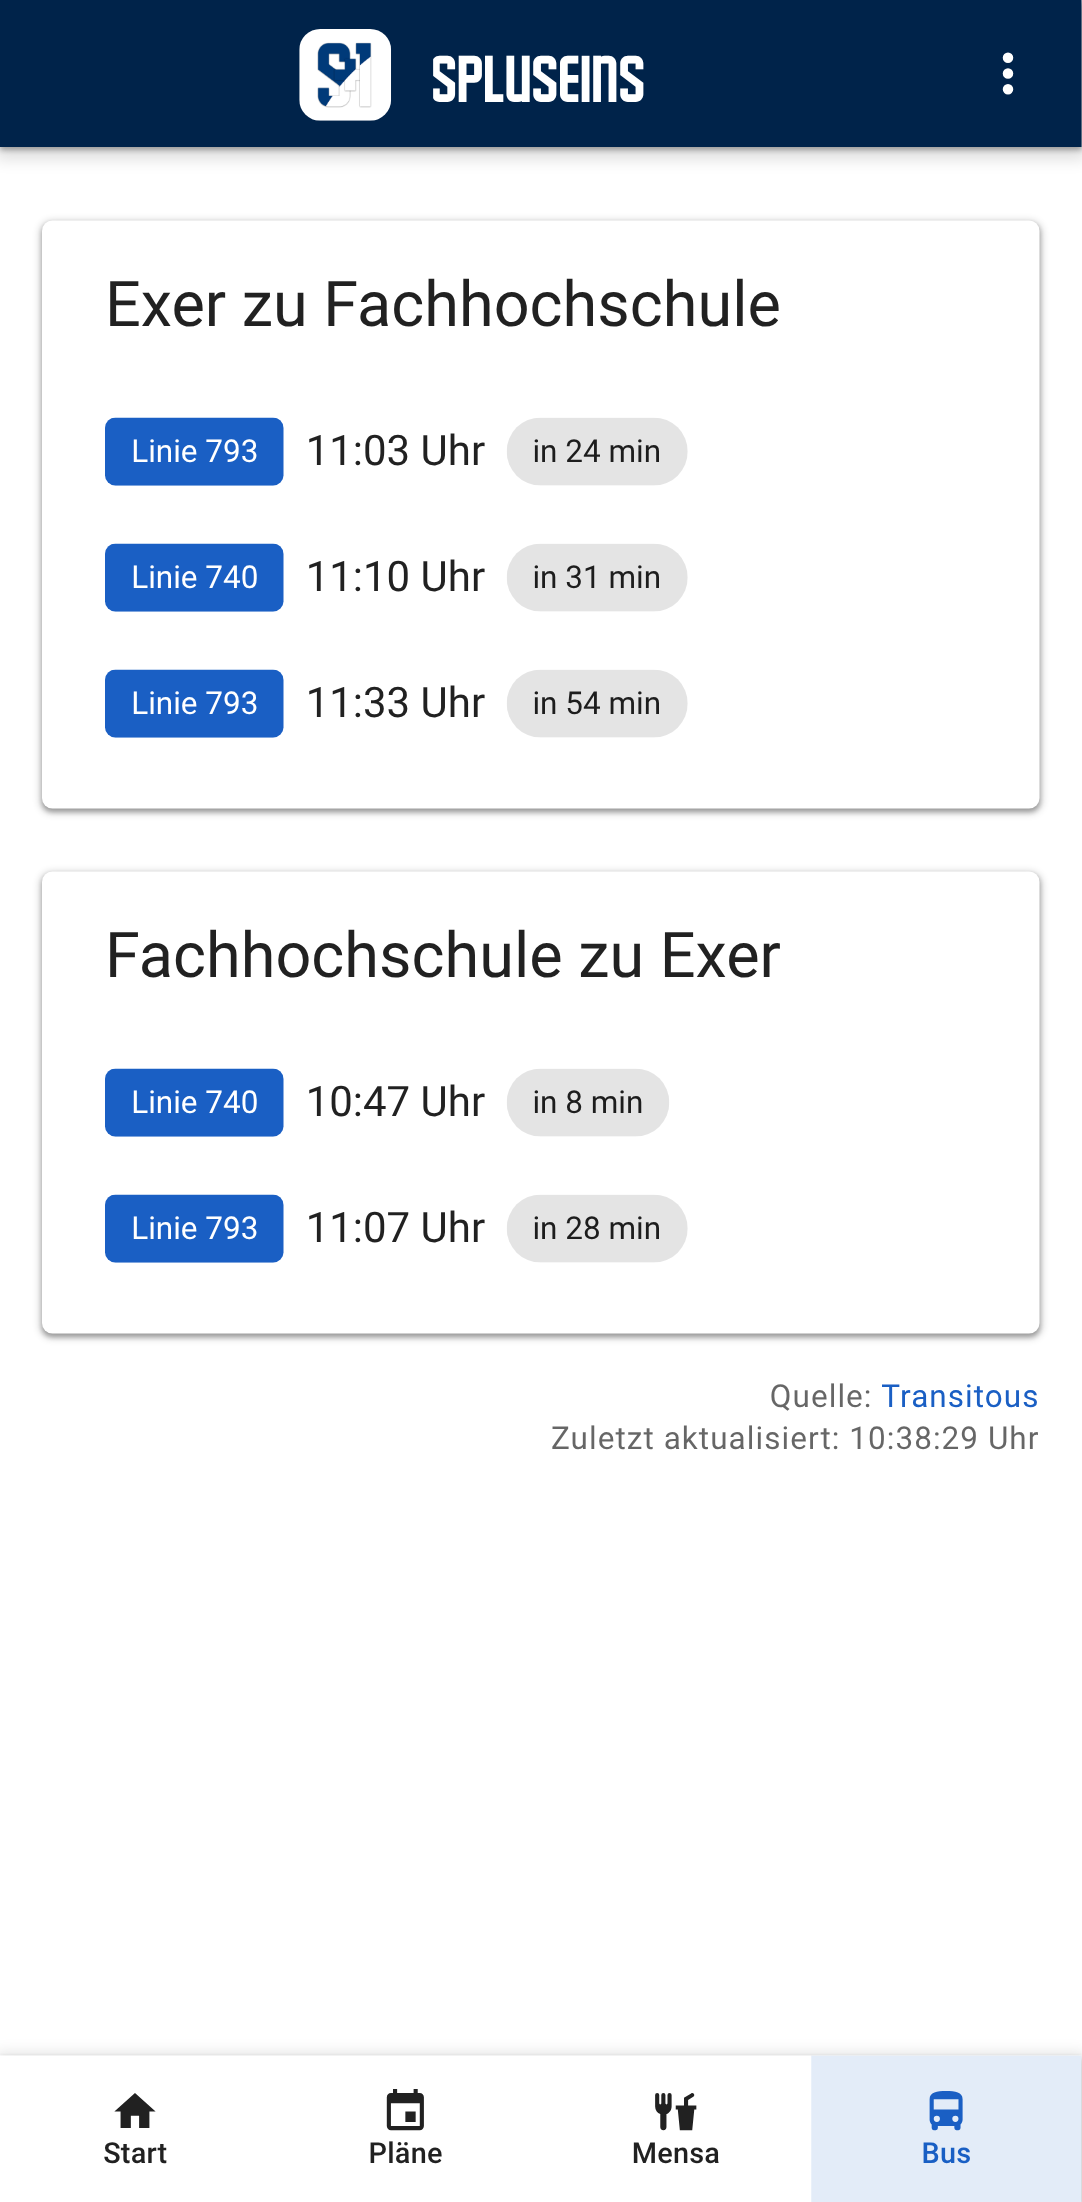 SPLUSEINS
Exer zu Fachhochschule
Linie 793 11:03 Uhr in 24 min
Linie 740 11:10 Uhr in 31 min
Linie 793 11:33 Uhr in 54 min
Fachhochschule zu Exer
Linie 740 10:47 Uhr in 8 min
Linie 793 11:07 Uhr in 28 min
Quelle: Transitous
Zuletzt aktualisiert: 10:38:29 Uhr
Start Pläne Mensa Bus